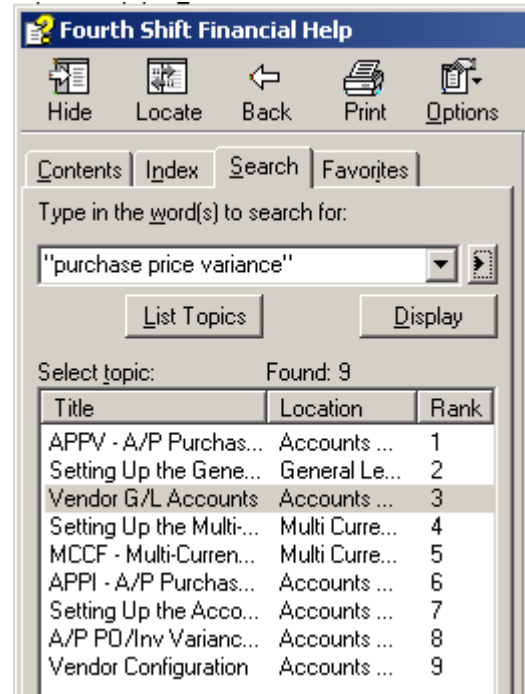 Fourth Shift Financial Help
Hide Locate Back Print Options
Contents Index Search Favorites
Type in the word(s) to search for:
"purchase price variance"
List Topics Display
Select topic: Found: 9
Title Location Rank
APPV - A/P Purchas... Accounts ... 1
Setting Up the Gene... General Le... 2
Vendor G/L Accounts Accounts ... 3
Setting Up the Multi-... Multi Curre... 4
MCCF - Multi-Curren... Multi Curre... 5
APPI - A/P Purchas... Accounts ... 6
Setting Up the Acco... Accounts ... 7
A/P PO/Inv Varianc... Accounts ... 8
Vendor Configuration Accounts ... 9